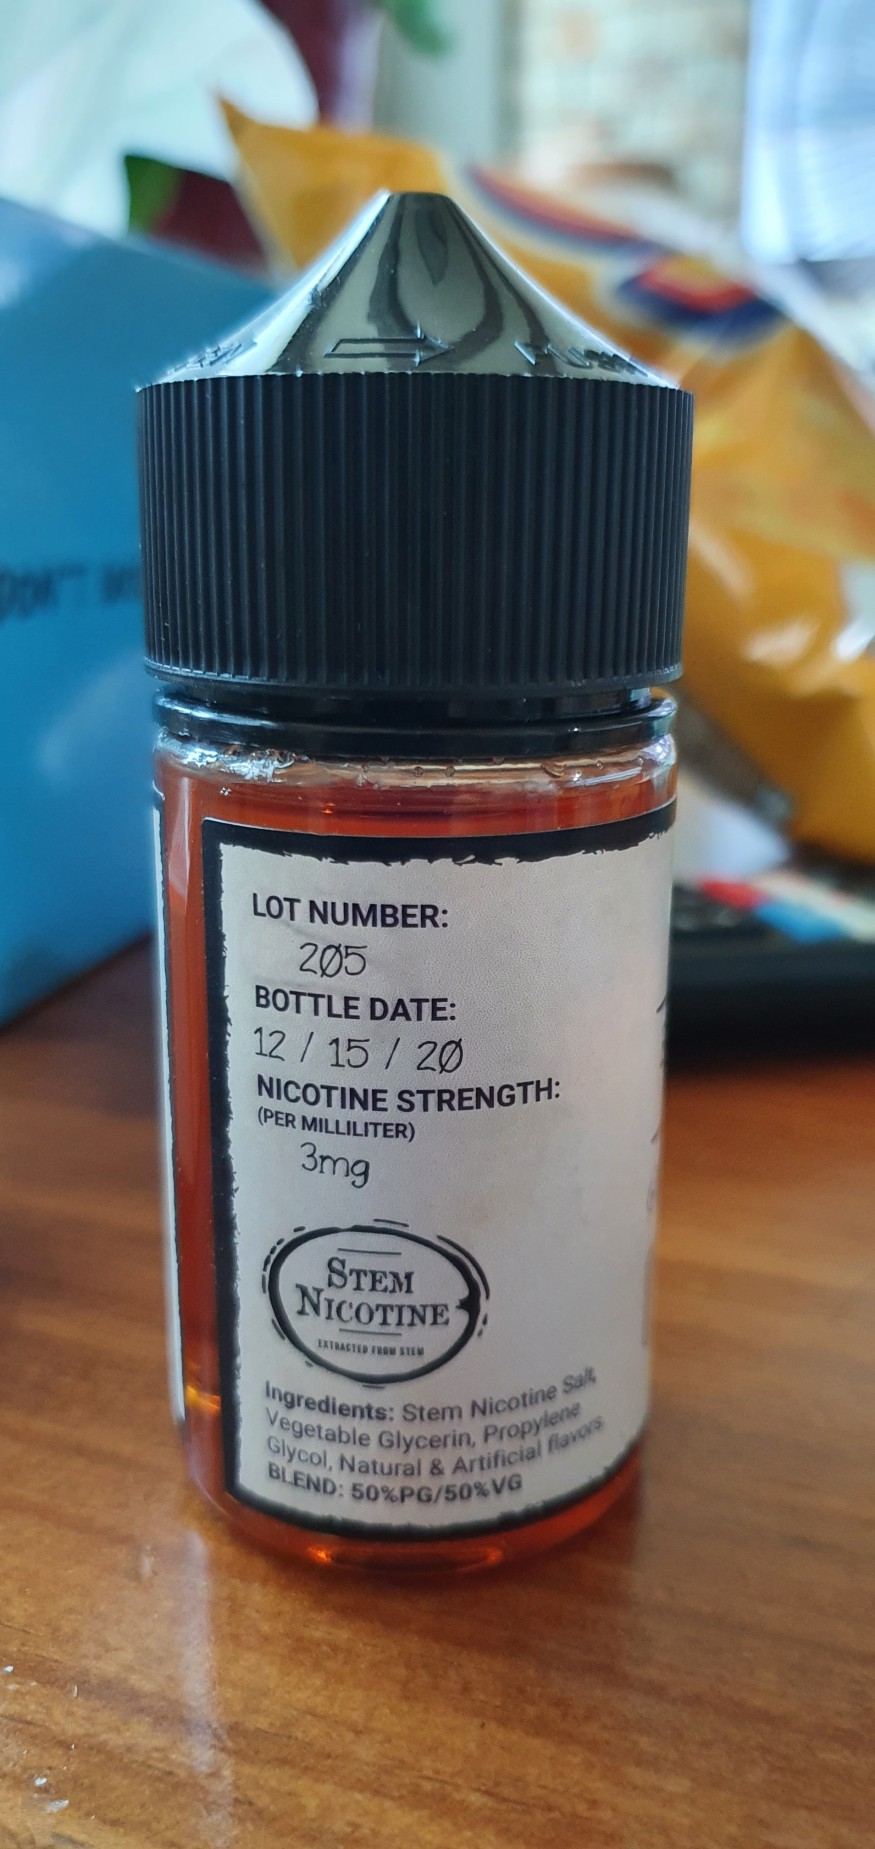 LOT NUMBER:
205
BOTTLE DATE:
12 / 15 / 20
NICOTINE STRENGTH:
(PER MILLILITER)
3mg
STEM
NICOTINE
EXTRACTED FROM STEM
Ingredients: Stem Nicotine Salt,
Vegetable Glycerin, Propylene
Glycol, Natural & Artificial flavors
BLEND: 50%PG/50%VG